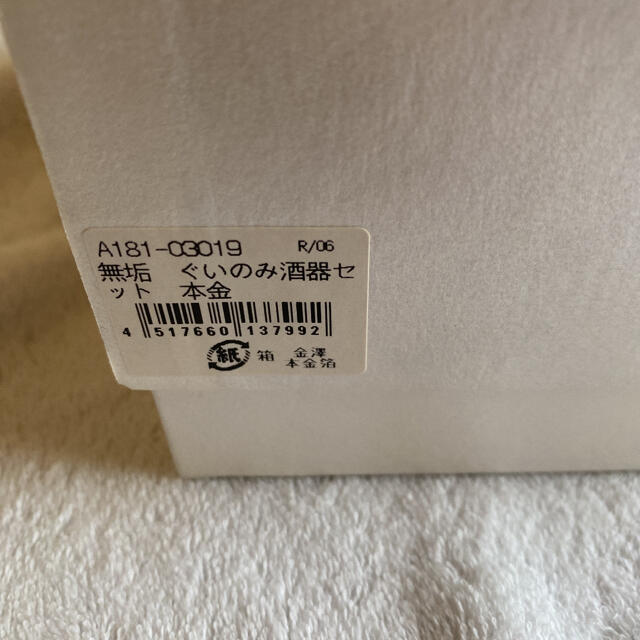 A181-03019 R/06
無垢 ぐいのみ酒器セ
ット 本金
4 517660 137992
紙 箱 金澤
本金箔